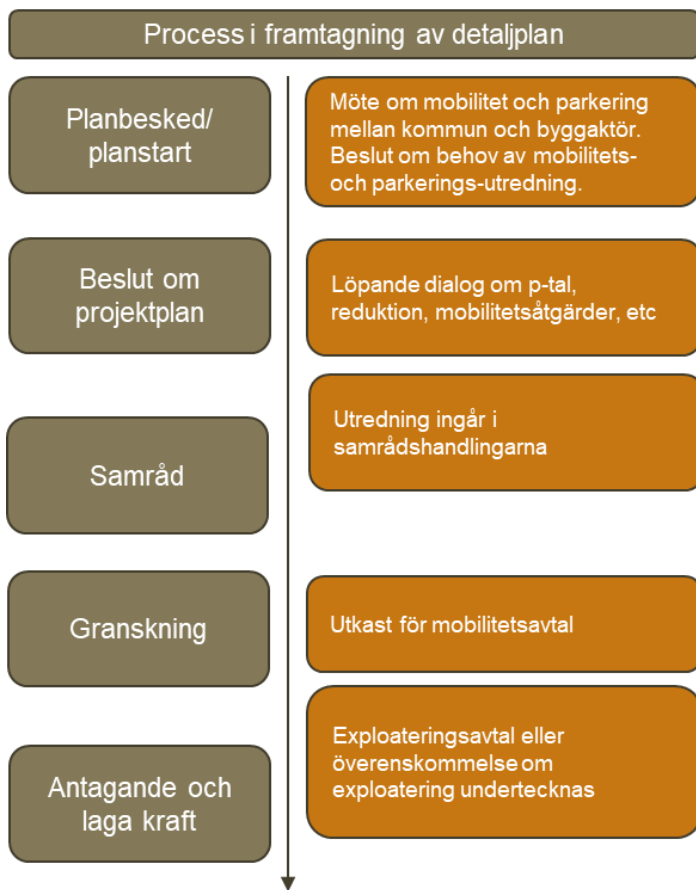 Process i framtagning av detaljplan
Planbesked/
planstart
Möte om mobilitet och parkering
mellan kommun och byggaktör.
Beslut om behov av mobilitets-
och parkerings-utredning.
Beslut om
projektplan
Löpande dialog om p-tal,
reduktion, mobilitetsåtgärder, etc
Utredning ingår i
samrådshandlingarna
Samråd
Granskning
Utkast för mobilitetsavtal
Exploateringsavtal eller
överenskommelse om
exploatering undertecknas
Antagande och
laga kraft